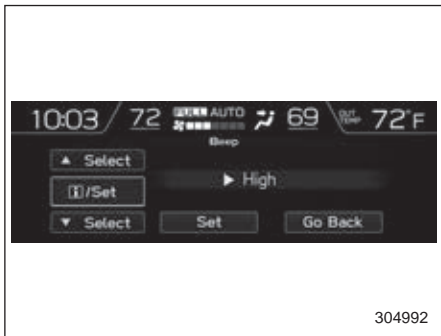 10:03 72 FULL AUTO 69 OUT TEMP 72°F
Beep
▲ Select
i/Set
▶ High
▼ Select Set Go Back
304992